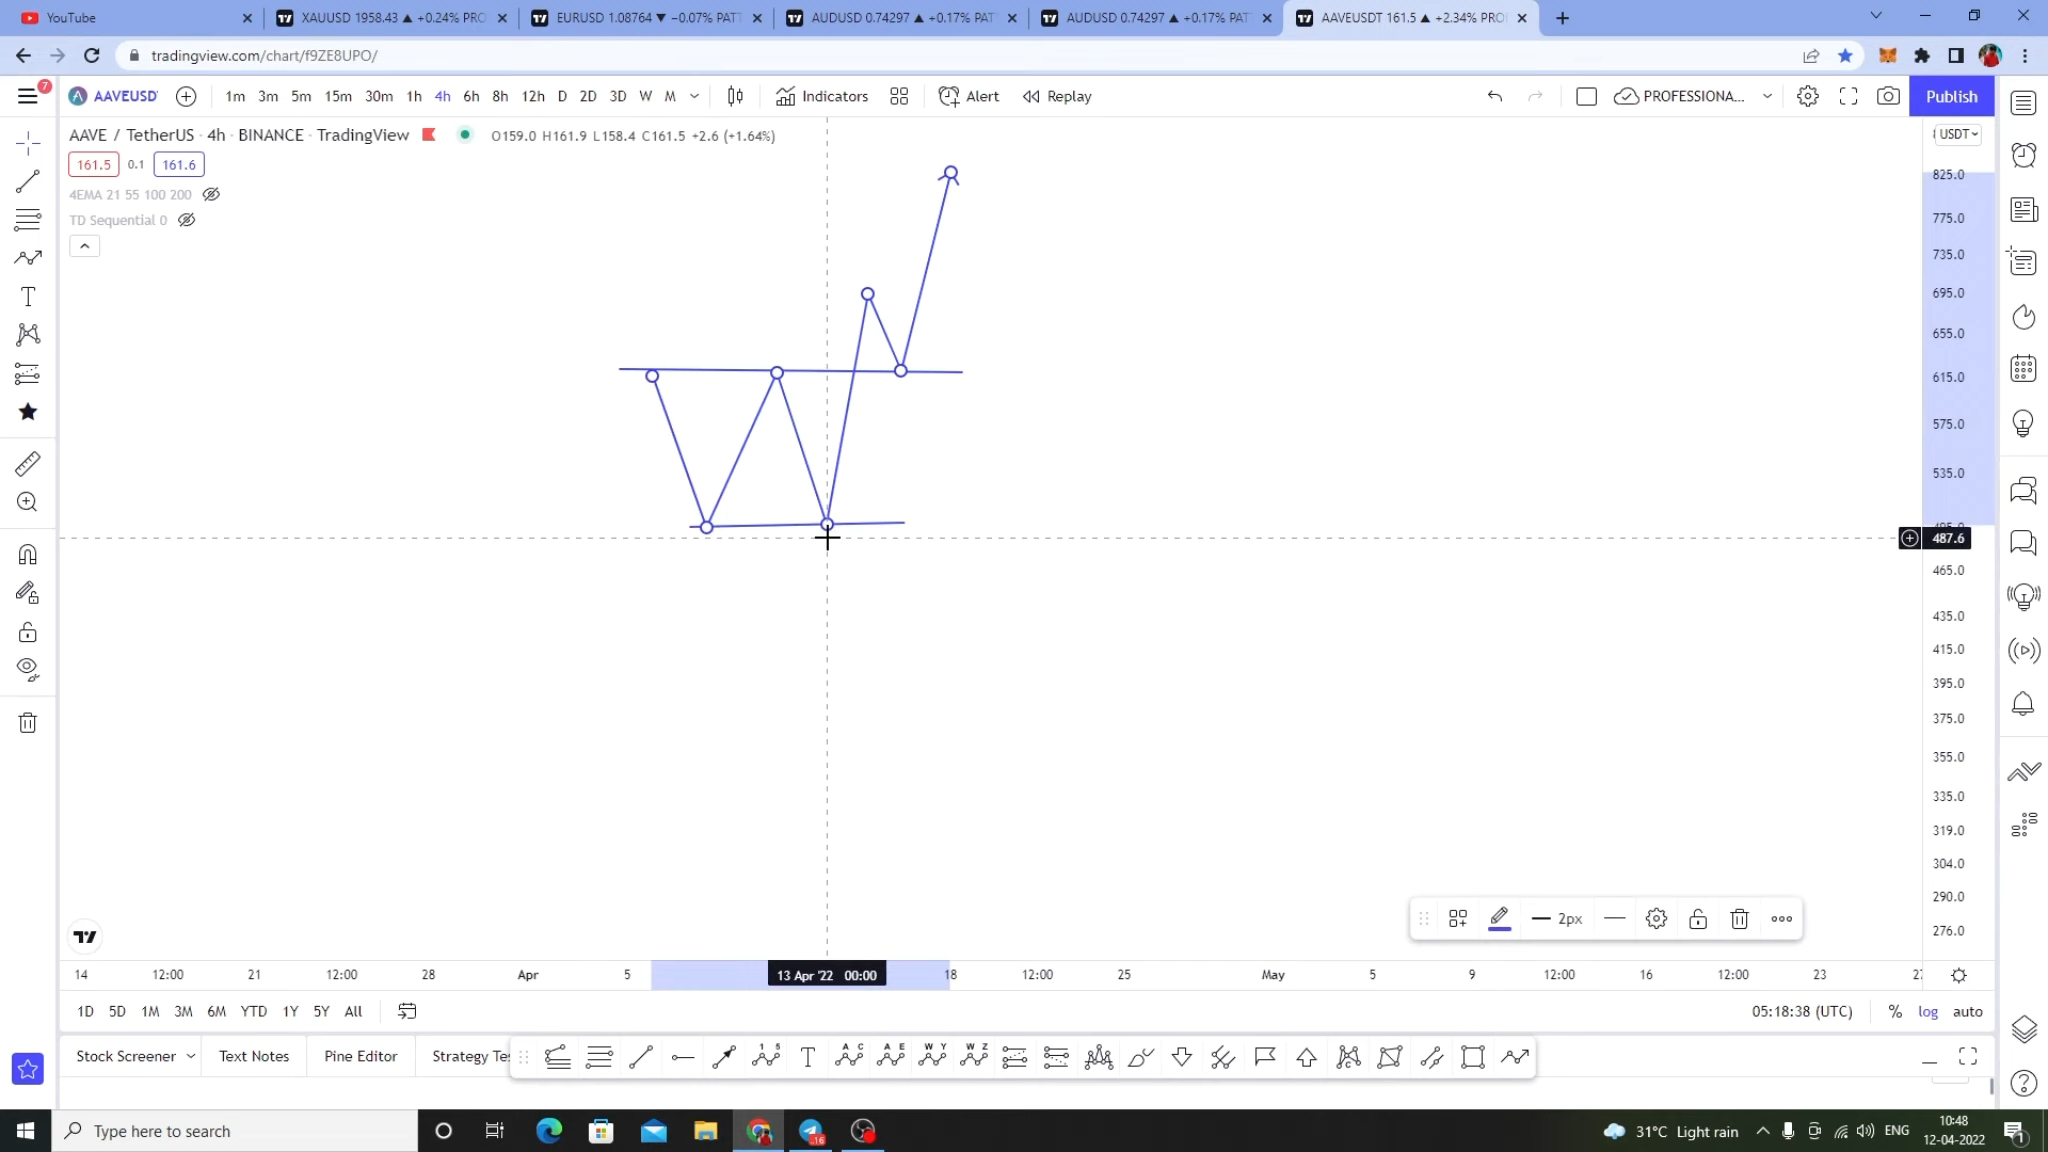 YouTube
XAUUSD 1958.43 ▲ +0.24% PRO
EURUSD 1.08764 ▼ −0.07% PATT
AUDUSD 0.74297 ▲ +0.17% PAT
AUDUSD 0.74297 ▲ +0.17% PAT
AAVEUSDT 161.5 ▲ +2.34% PRO
tradingview.com/chart/f9ZE8UPO/
7
AAVEUSD
1m 3m 5m 15m 30m 1h 4h 6h 8h 12h D 2D 3D W M
Indicators
Alert
Replay
PROFESSIONA...
Publish
AAVE / TetherUS · 4h · BINANCE · TradingView
O159.0 H161.9 L158.4 C161.5 +2.6 (+1.64%)
USDT
161.5 0.1 161.6
4EMA 21 55 100 200
TD Sequential 0
825.0
775.0
735.0
695.0
655.0
615.0
575.0
535.0
487.6
465.0
435.0
415.0
395.0
375.0
355.0
335.0
319.0
304.0
290.0
276.0
2px
14 12:00 21 12:00 28 Apr 5 13 Apr '22 00:00 18 12:00 25 May 5 9 12:00 16 12:00 23
1D 5D 1M 3M 6M YTD 1Y 5Y All
05:18:38 (UTC) % log auto
Stock Screener
Text Notes
Pine Editor
Strategy Te
Type here to search
16
31°C Light rain
ENG
10:48
12-04-2022
1